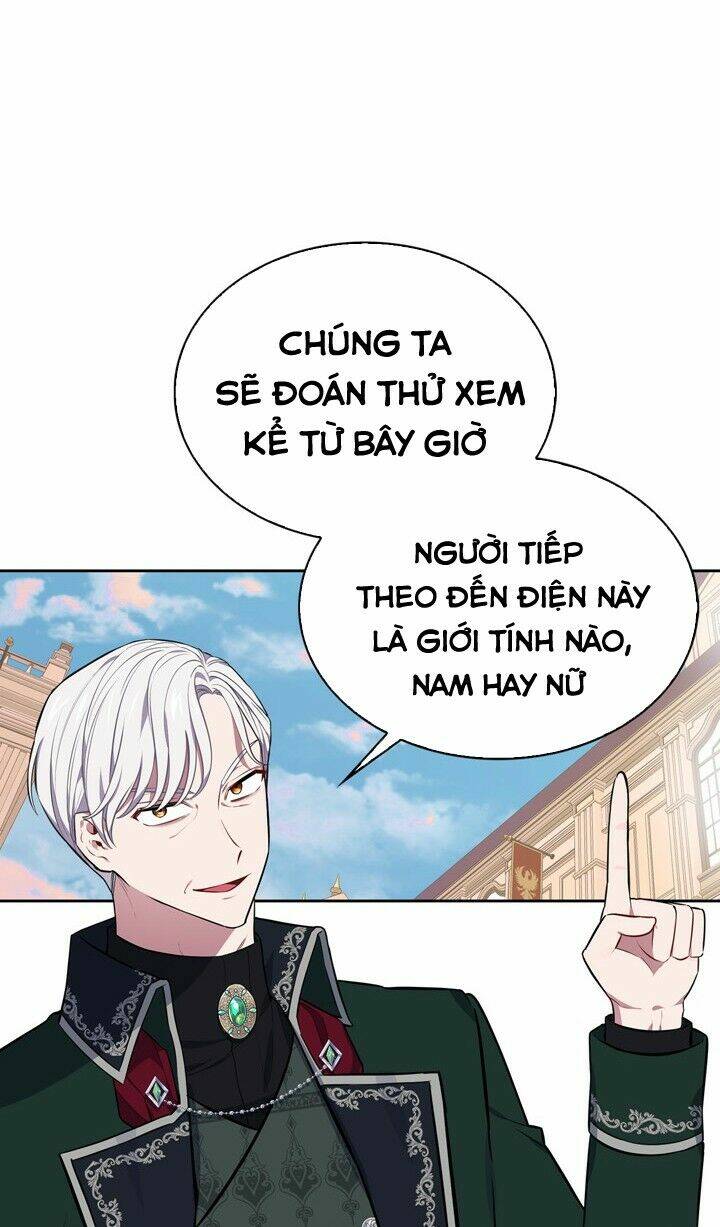 CHÚNG TA
SẼ ĐOÁN THỬ XEM
KỂ TỪ BÂY GIỜ
NGƯỜI TIẾP
THEO ĐẾN ĐIỆN NÀY
LÀ GIỚI TÍNH NÀO,
NAM HAY NỮ